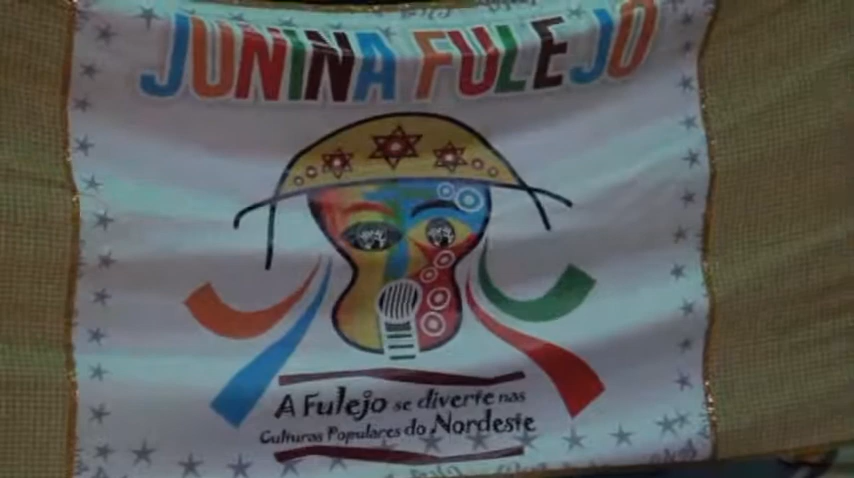 JUNINA FULEJO
A Fulejo se diverte nas
Culturas Populares do Nordeste